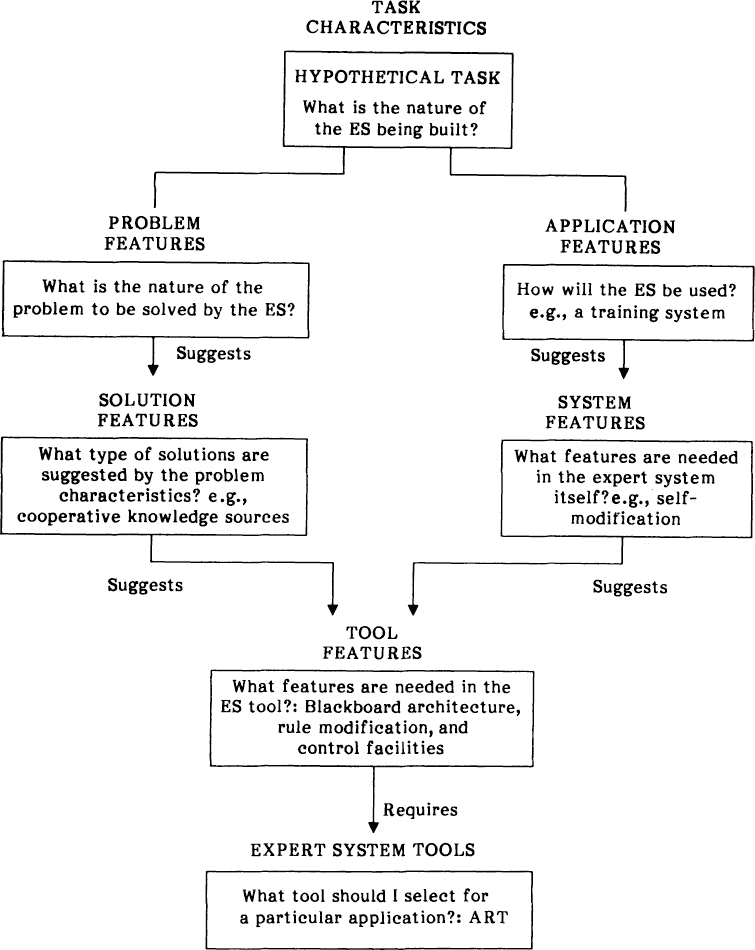 TASK
CHARACTERISTICS
HYPOTHETICAL TASK
What is the nature of
the ES being built?
PROBLEM
FEATURES
What is the nature of the
problem to be solved by the ES?
Suggests
SOLUTION
FEATURES
What type of solutions are
suggested by the problem
characteristics? e.g.,
cooperative knowledge sources
Suggests
APPLICATION
FEATURES
How will the ES be used?
e.g., a training system
Suggests
SYSTEM
FEATURES
What features are needed
in the expert system
itself?e.g., self-
modification
Suggests
TOOL
FEATURES
What features are needed in the
ES tool?: Blackboard architecture,
rule modification, and
control facilities
Requires
EXPERT SYSTEM TOOLS
What tool should I select for
a particular application?: ART